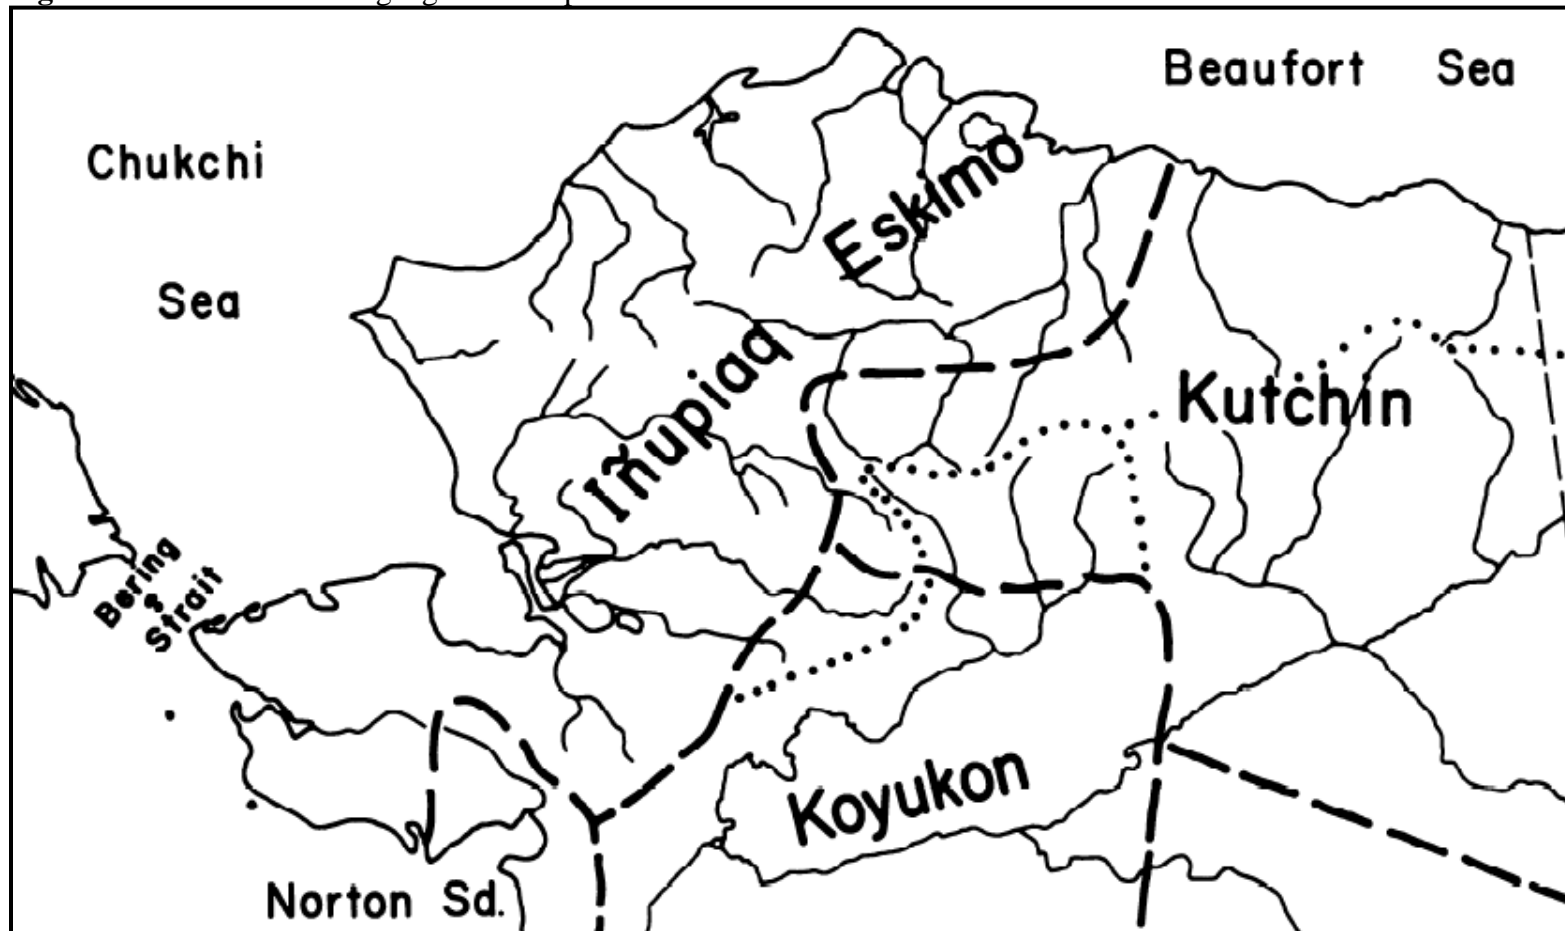 Beaufort Sea
Chukchi
Sea
Eskimo
Iñupiaq
Kutchin
Bering
Strait
Koyukon
Norton Sd.